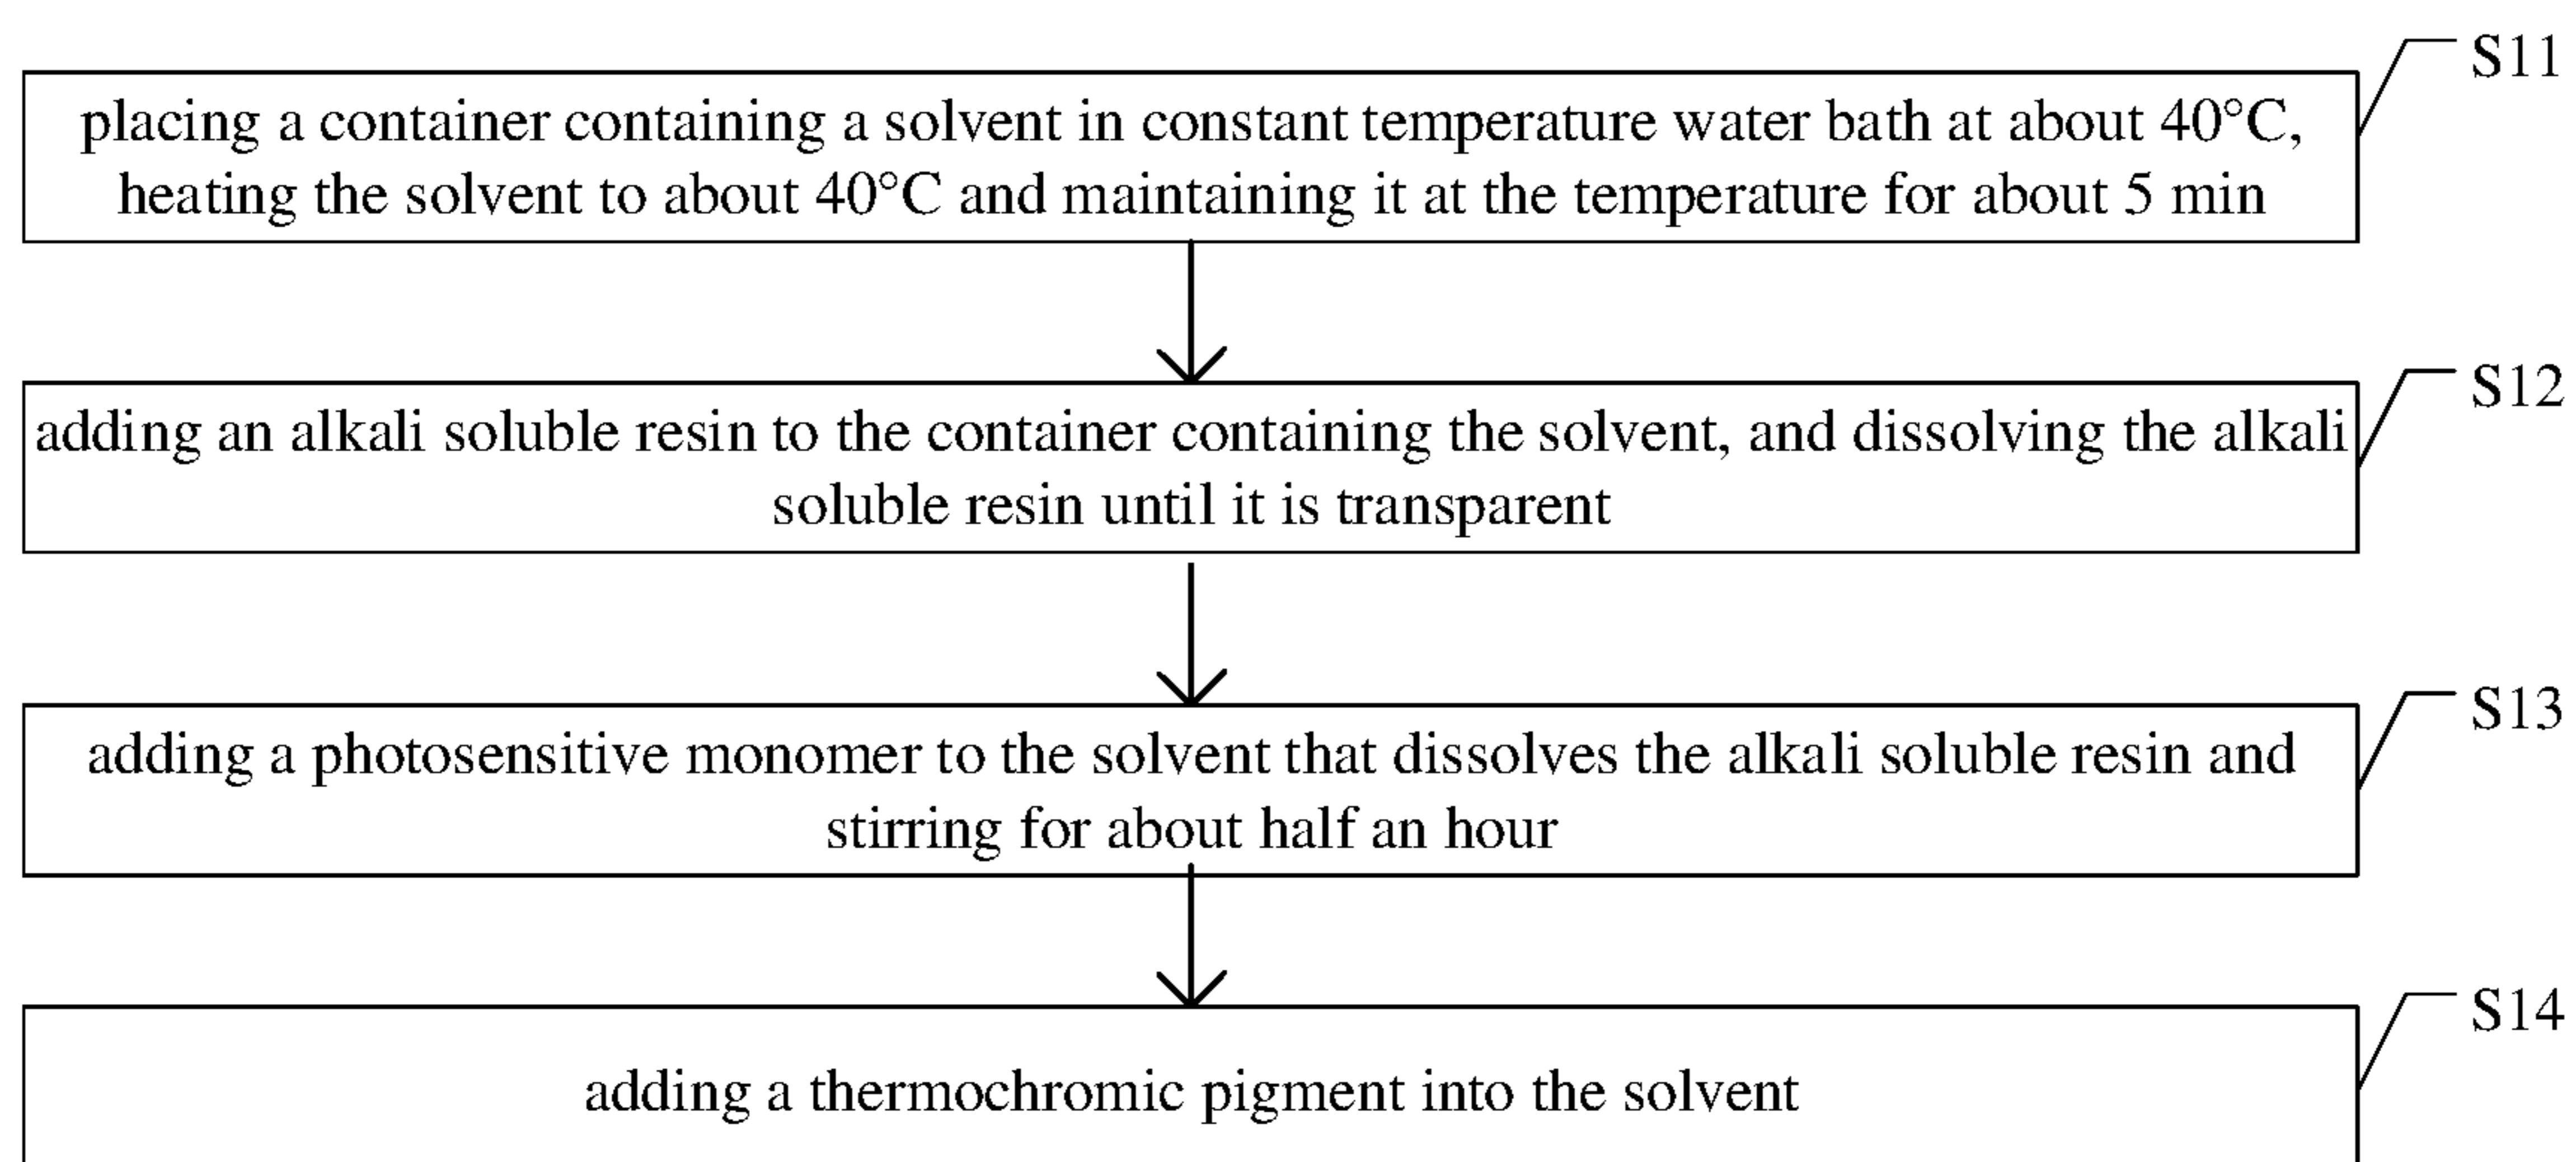 S11
placing a container containing a solvent in constant temperature water bath at about 40°C,
heating the solvent to about 40°C and maintaining it at the temperature for about 5 min
S12
adding an alkali soluble resin to the container containing the solvent, and dissolving the alkali
soluble resin until it is transparent
S13
adding a photosensitive monomer to the solvent that dissolves the alkali soluble resin and
stirring for about half an hour
S14
adding a thermochromic pigment into the solvent